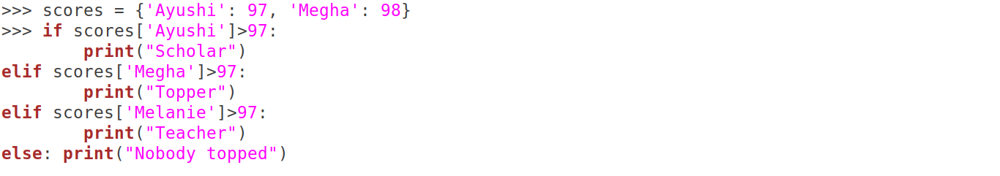 >>> scores = {'Ayushi': 97, 'Megha': 98}
>>> if scores['Ayushi']>97:
        print("Scholar")
elif scores['Megha']>97:
        print("Topper")
elif scores['Melanie']>97:
        print("Teacher")
else: print("Nobody topped")